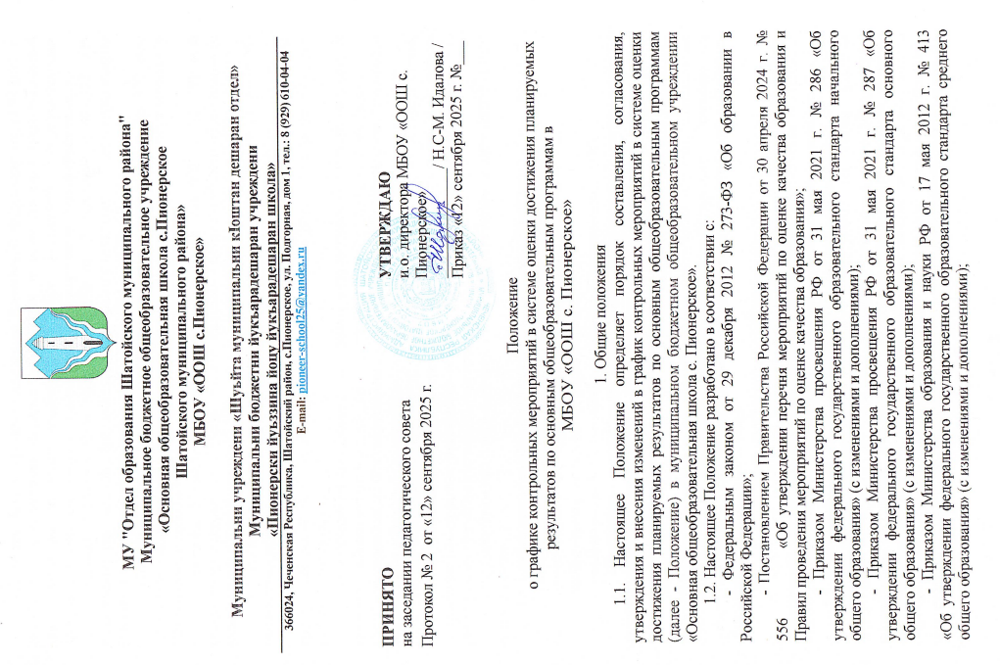 МУ "Отдел образования Шатойского муниципального района"
Муниципальное бюджетное общеобразовательное учреждение
«Основная общеобразовательная школа с.Пионерское
Шатойского муниципального района»
МБОУ «ООШ с.Пионерское»
Муниципальни учреждени «Шуьйта муниципальни кӀоштан дешаран отдел»
Муниципальни бюджетни йукъарадешаран учреждени
«Пионерски йуьззина йоцу йукъарадешаран школа»
366024, Чеченская Республика, Шатойский район, с.Пионерское, ул. Подгорная, дом 1, тел.: 8 (929) 610-04-04
E-mail: pioneer-school25@yandex.ru
ПРИНЯТО
на заседании педагогического совета
Протокол № 2 от «12» сентября 2025 г.
УТВЕРЖДАЮ
и.о. директора МБОУ «ООШ с.
Пионерское»
/ Н.С-М. Идалова /
Приказ «12» сентября 2025 г. №___
Положение
о графике контрольных мероприятий в системе оценки достижения планируемых
результатов по основным общеобразовательным программам в
МБОУ «ООШ с. Пионерское»
1. Общие положения
1.1. Настоящее Положение определяет порядок составления, согласования,
утверждения и внесения изменений в график контрольных мероприятий в системе оценки
достижения планируемых результатов по основным общеобразовательным программам
(далее - Положение) в муниципальном бюджетном общеобразовательном учреждении
«Основная общеобразовательная школа с. Пионерское».
1.2. Настоящее Положение разработано в соответствии с:
- Федеральным законом от 29 декабря 2012 № 273-ФЗ «Об образовании в
Российской Федерации»;
- Постановлением Правительства Российской Федерации от 30 апреля 2024 г. №
556 «Об утверждении перечня мероприятий по оценке качества образования и
Правил проведения мероприятий по оценке качества образования»;
- Приказом Министерства просвещения РФ от 31 мая 2021 г. № 286 «Об
утверждении федерального государственного образовательного стандарта начального
общего образования» (с изменениями и дополнениями);
- Приказом Министерства просвещения РФ от 31 мая 2021 г. № 287 «Об
утверждении федерального государственного образовательного стандарта основного
общего образования» (с изменениями и дополнениями);
- Приказом Министерства образования и науки РФ от 17 мая 2012 г. № 413
«Об утверждении федерального государственного образовательного стандарта среднего
общего образования» (с изменениями и дополнениями);